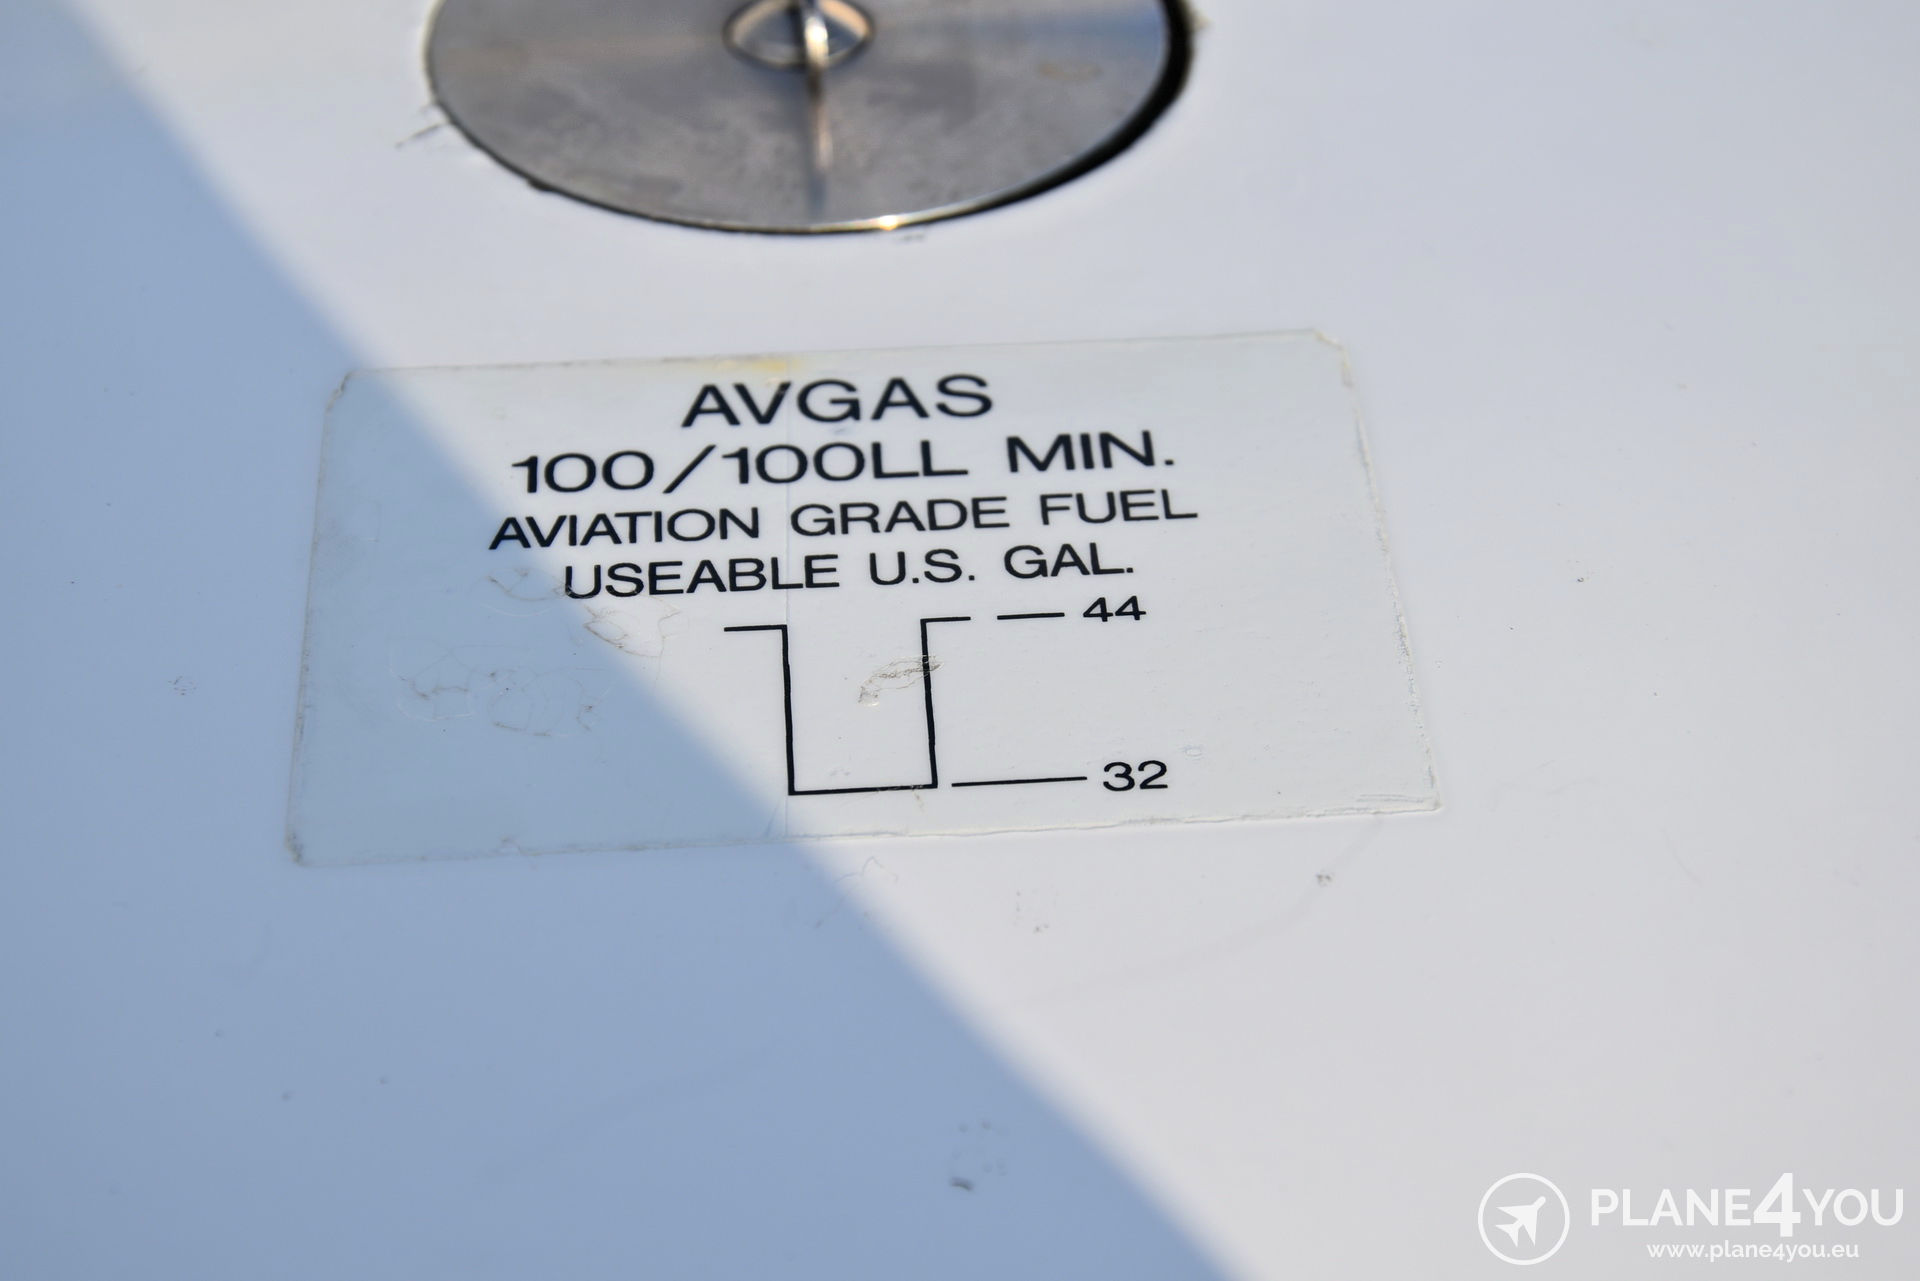 AVGAS
100/100LL MIN.
AVIATION GRADE FUEL
USEABLE U.S. GAL.
44
32
PLANE4YOU
www.plane4you.eu